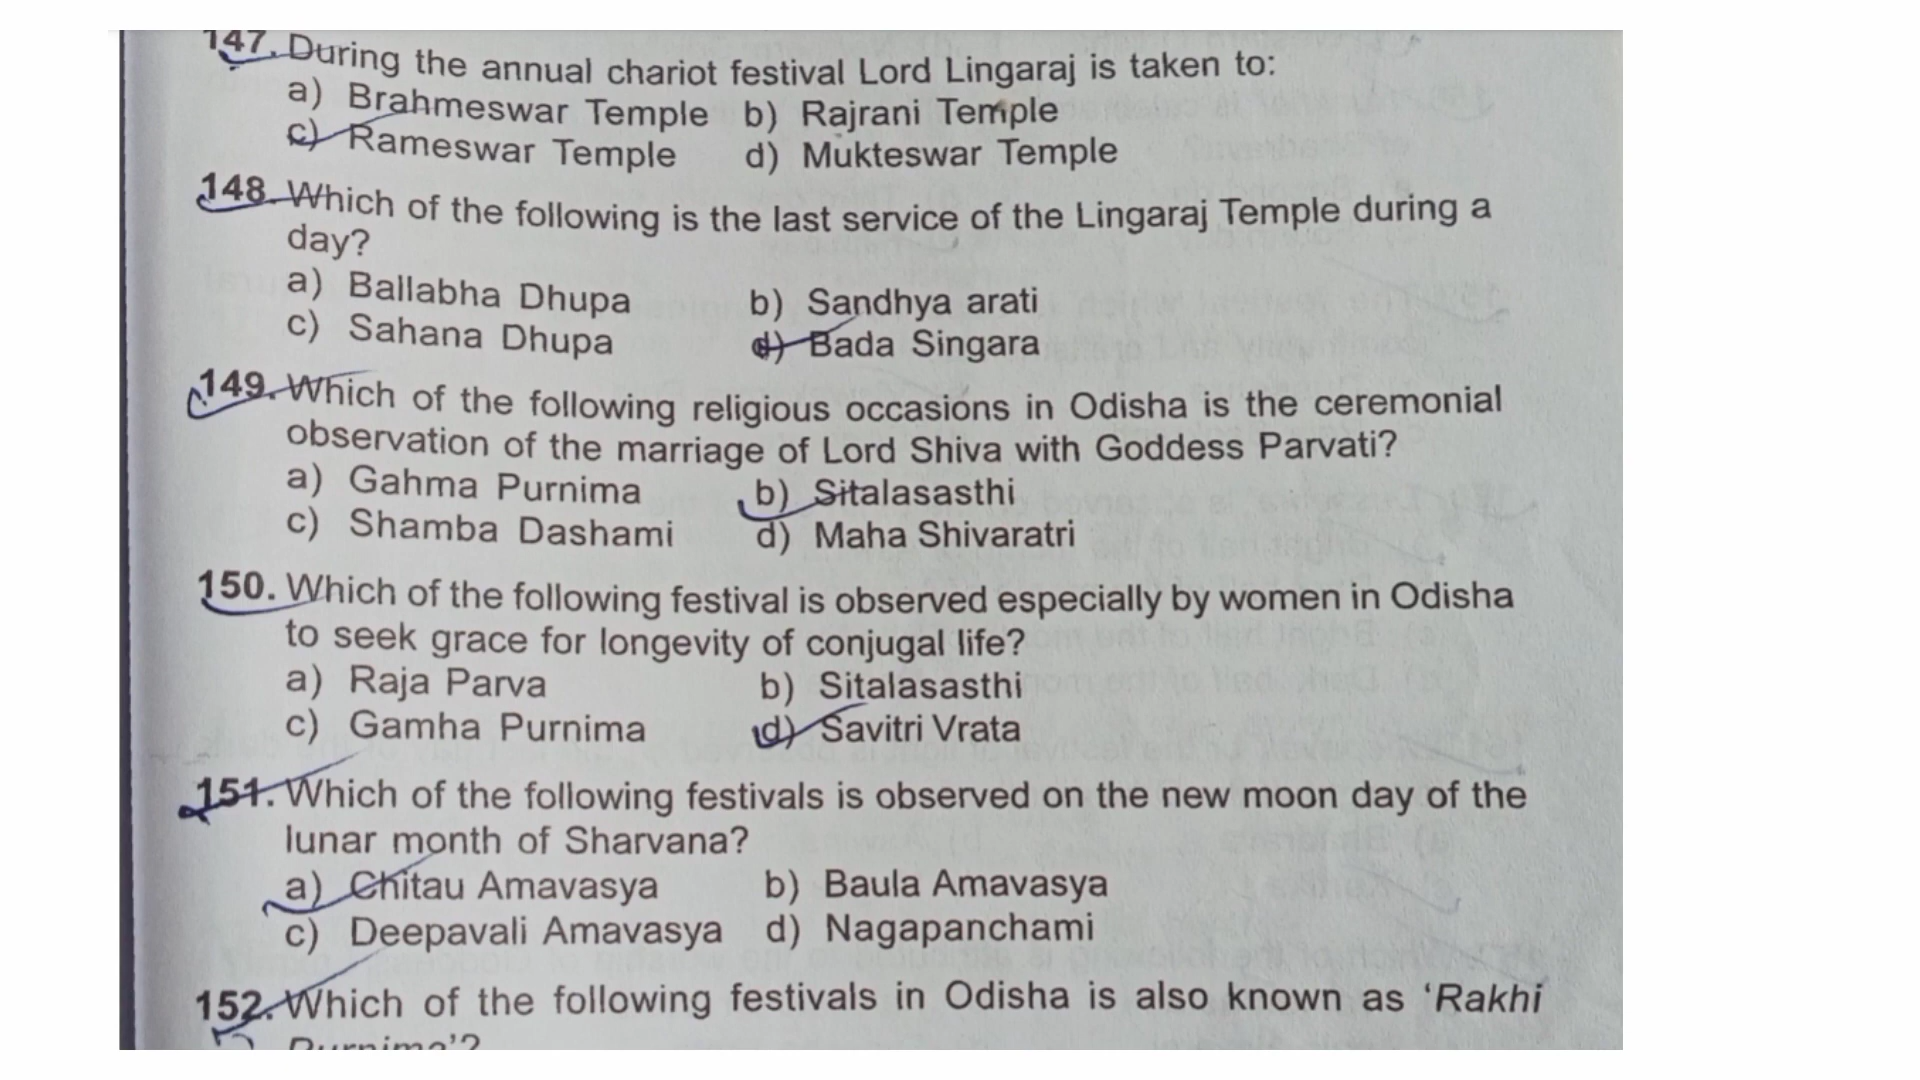 147. During the annual chariot festival Lord Lingaraj is taken to:
a) Brahmeswar Temple b) Rajrani Temple
c) Rameswar Temple d) Mukteswar Temple
148. Which of the following is the last service of the Lingaraj Temple during a
day?
a) Ballabha Dhupa b) Sandhya arati
c) Sahana Dhupa d) Bada Singara
149. Which of the following religious occasions in Odisha is the ceremonial
observation of the marriage of Lord Shiva with Goddess Parvati?
a) Gahma Purnima b) Sitalasasthi
c) Shamba Dashami d) Maha Shivaratri
150. Which of the following festival is observed especially by women in Odisha
to seek grace for longevity of conjugal life?
a) Raja Parva b) Sitalasasthi
c) Gamha Purnima d) Savitri Vrata
151. Which of the following festivals is observed on the new moon day of the
lunar month of Sharvana?
a) Chitau Amavasya b) Baula Amavasya
c) Deepavali Amavasya d) Nagapanchami
152. Which of the following festivals in Odisha is also known as ‘Rakhi
Purnima’?